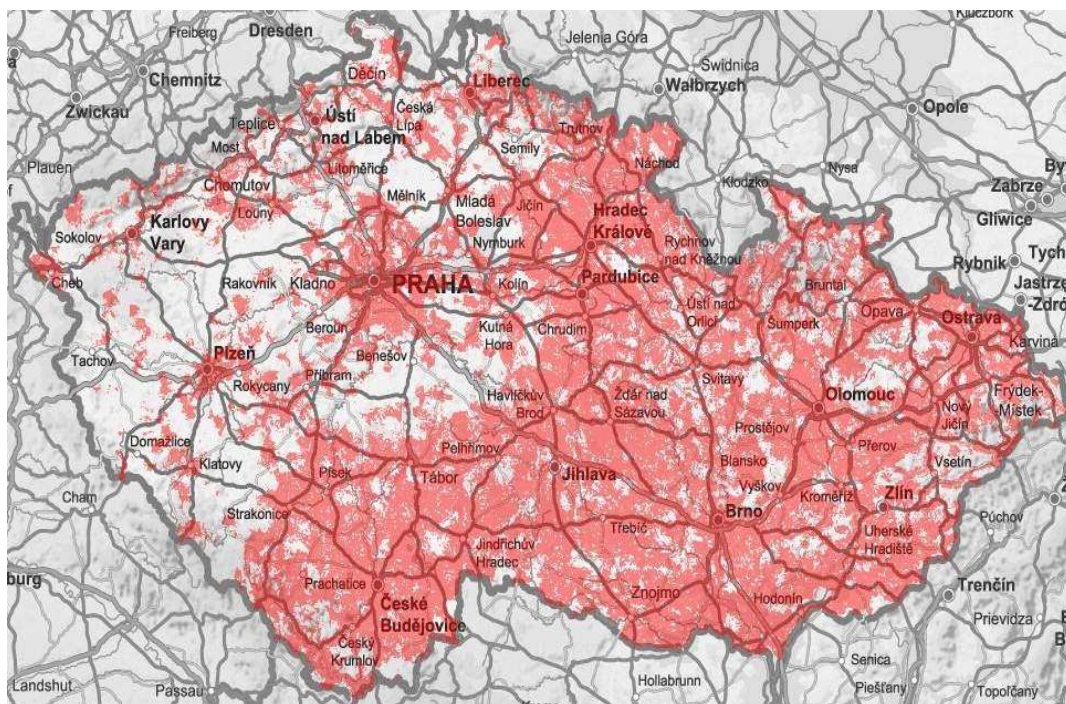 Freiberg
Dresden
Jelenia Góra
Kluczbork
Chemnitz
Świdnica
Děčín
Liberec
Wałbrzych
Zwickau
Opole
Teplice
Ústí
nad Labem
Česká
Lípa
Trutnov
Most
Semily
Plauen
Litoměřice
Náchod
Nysa
Kłodzko
Chomutov
Mělník
Zabrze
Louny
Mladá
Boleslav
Jičín
Hradec
Králové
Gliwice
Karlovy
Vary
Sokolov
Nymburk
Rychnov
nad Kněžnou
Rybnik
Cheb
Rakovník
Kladno
PRAHA
Kolín
Pardubice
Bruntál
Ústí nad
Orlicí
Šumperk
Opava
Ostrava
Beroun
Kutná
Hora
Chrudim
Karviná
Tachov
Plzeň
Benešov
Svitavy
Rokycany
Příbram
Havlíčkův
Brod
Žďár nad
Sázavou
Olomouc
Frýdek-
Místek
Nový
Jičín
Domažlice
Prostějov
Přerov
Klatovy
Pelhřimov
Písek
Tábor
Jihlava
Blansko
Vsetín
Vyškov
Kroměříž
Zlín
Cham
Strakonice
Brno
Púchov
Třebíč
Uherské
Hradiště
Jindřichův
Hradec
Prachatice
Znojmo
Hodonín
Trenčín
České
Budějovice
Prievidza
Český
Krumlov
Senica
Landshut
Passau
Hollabrunn
Piešťany
Topoľčany